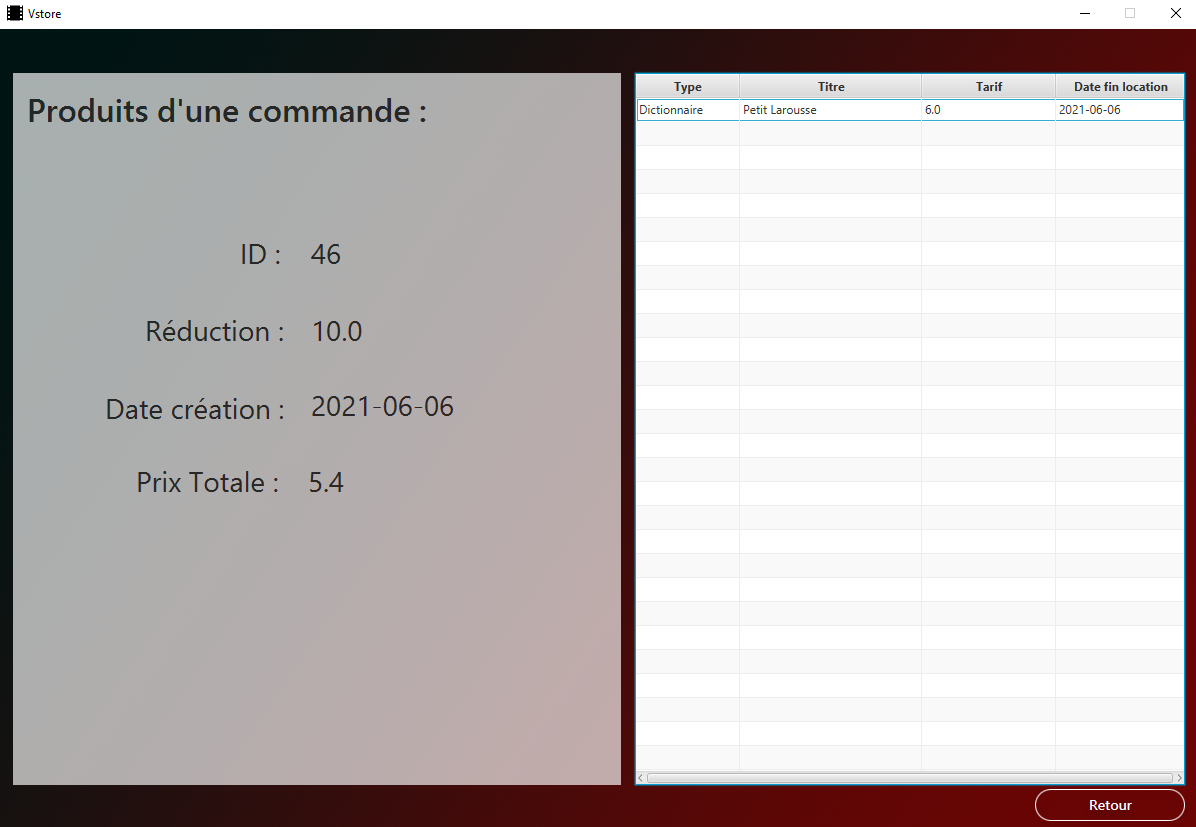 Vstore
Produits d'une commande :
ID : 46
Réduction : 10.0
Date création : 2021-06-06
Prix Totale : 5.4
Type Titre Tarif Date fin location
Dictionnaire Petit Larousse 6.0 2021-06-06
Retour